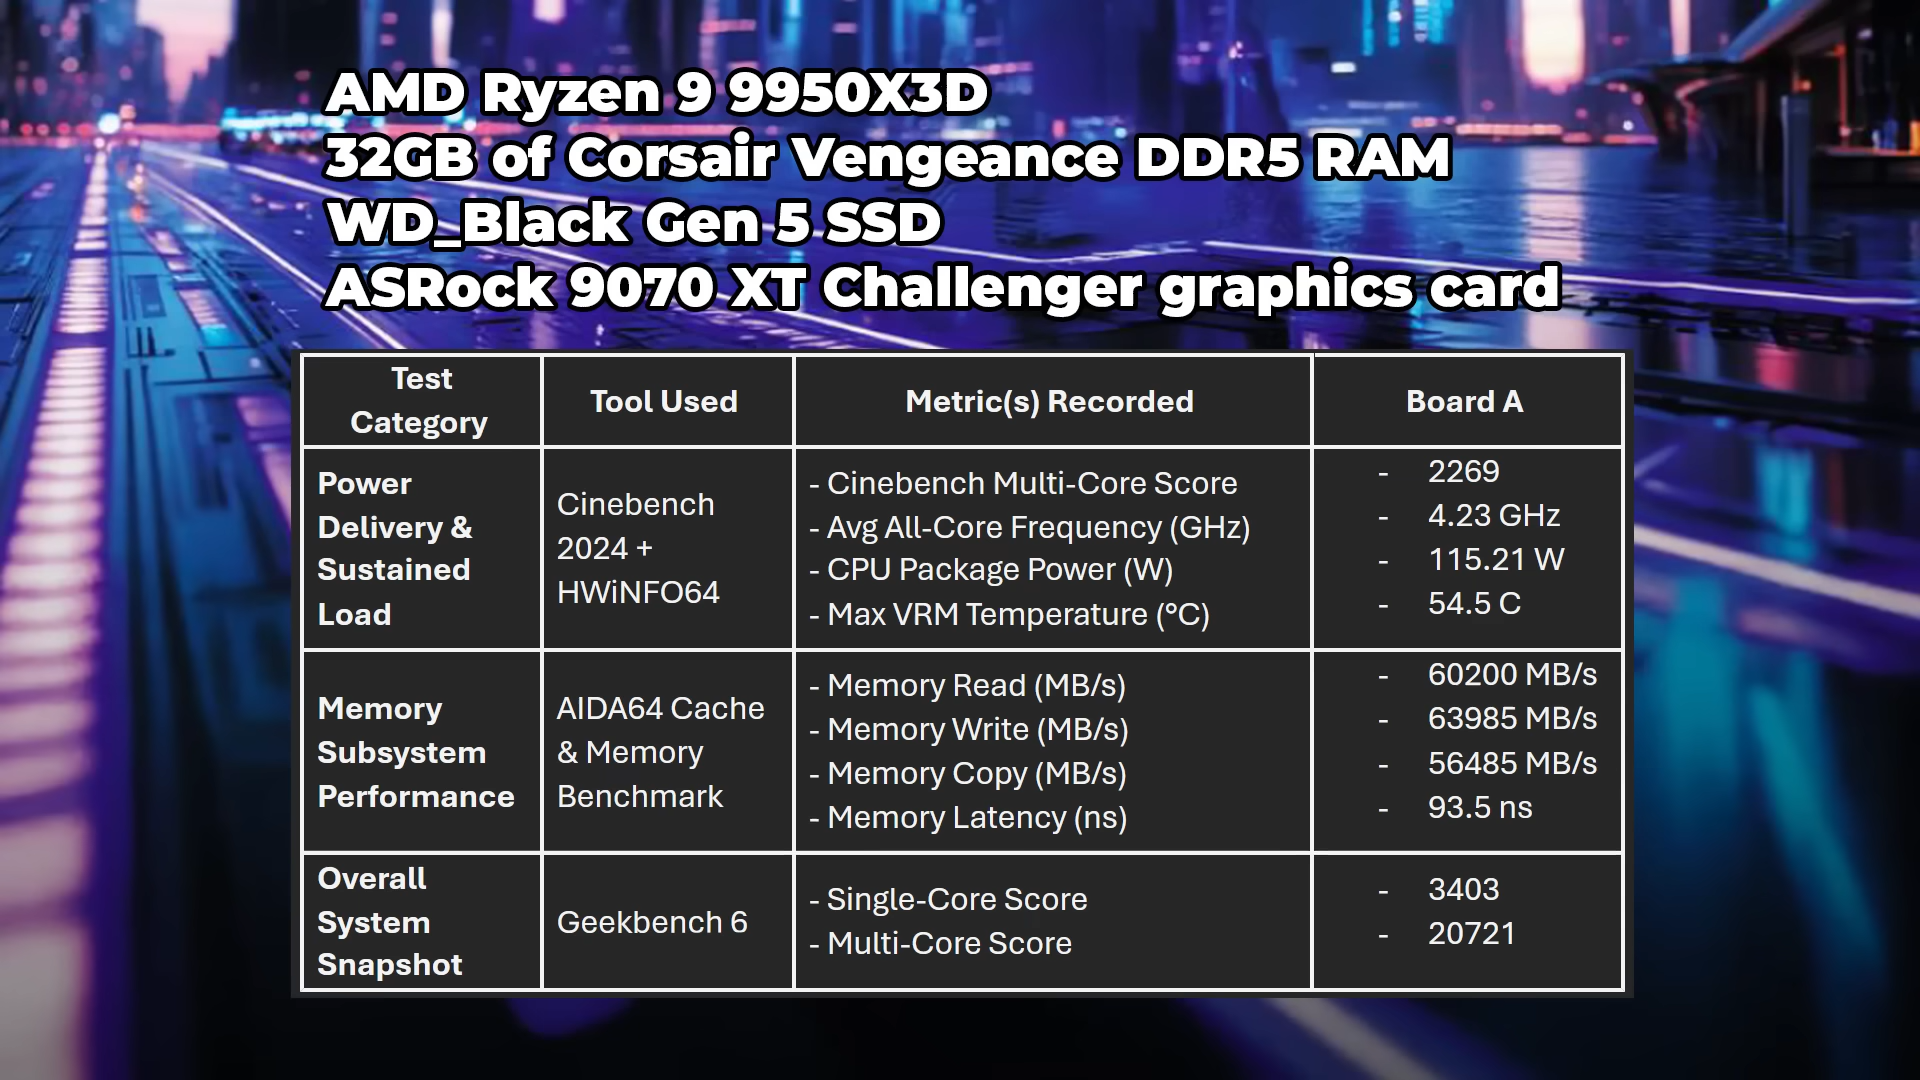 AMD Ryzen 9 9950X3D
32GB of Corsair Vengeance DDR5 RAM
WD_Black Gen 5 SSD
ASRock 9070 XT Challenger graphics card
Test
Category
Tool Used
Metric(s) Recorded
Board A
Power
Delivery &
Sustained
Load
Cinebench
2024 +
HWiNFO64
- Cinebench Multi-Core Score
- Avg All-Core Frequency (GHz)
- CPU Package Power (W)
- Max VRM Temperature (°C)
- 2269
- 4.23 GHz
- 115.21 W
- 54.5 C
Memory
Subsystem
Performance
AIDA64 Cache
& Memory
Benchmark
- Memory Read (MB/s)
- Memory Write (MB/s)
- Memory Copy (MB/s)
- Memory Latency (ns)
- 60200 MB/s
- 63985 MB/s
- 56485 MB/s
- 93.5 ns
Overall
System
Snapshot
Geekbench 6
- Single-Core Score
- Multi-Core Score
- 3403
- 20721